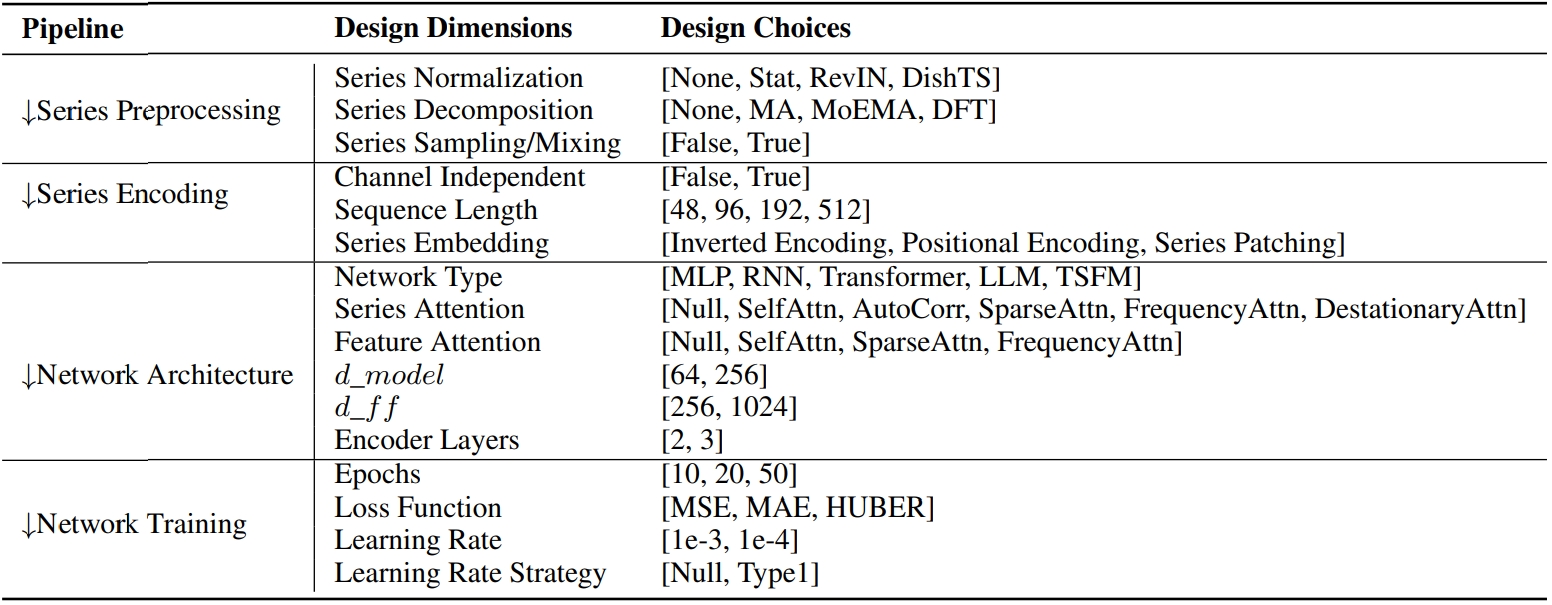 Pipeline Design Dimensions Design Choices
↓Series Preprocessing
Series Normalization [None, Stat, RevIN, DishTS]
Series Decomposition [None, MA, MoEMA, DFT]
Series Sampling/Mixing [False, True]
↓Series Encoding
Channel Independent [False, True]
Sequence Length [48, 96, 192, 512]
Series Embedding [Inverted Encoding, Positional Encoding, Series Patching]
↓Network Architecture
Network Type [MLP, RNN, Transformer, LLM, TSFM]
Series Attention [Null, SelfAttn, AutoCorr, SparseAttn, FrequencyAttn, DestationaryAttn]
Feature Attention [Null, SelfAttn, SparseAttn, FrequencyAttn]
d_model [64, 256]
d_ff [256, 1024]
Encoder Layers [2, 3]
↓Network Training
Epochs [10, 20, 50]
Loss Function [MSE, MAE, HUBER]
Learning Rate [1e-3, 1e-4]
Learning Rate Strategy [Null, Type1]